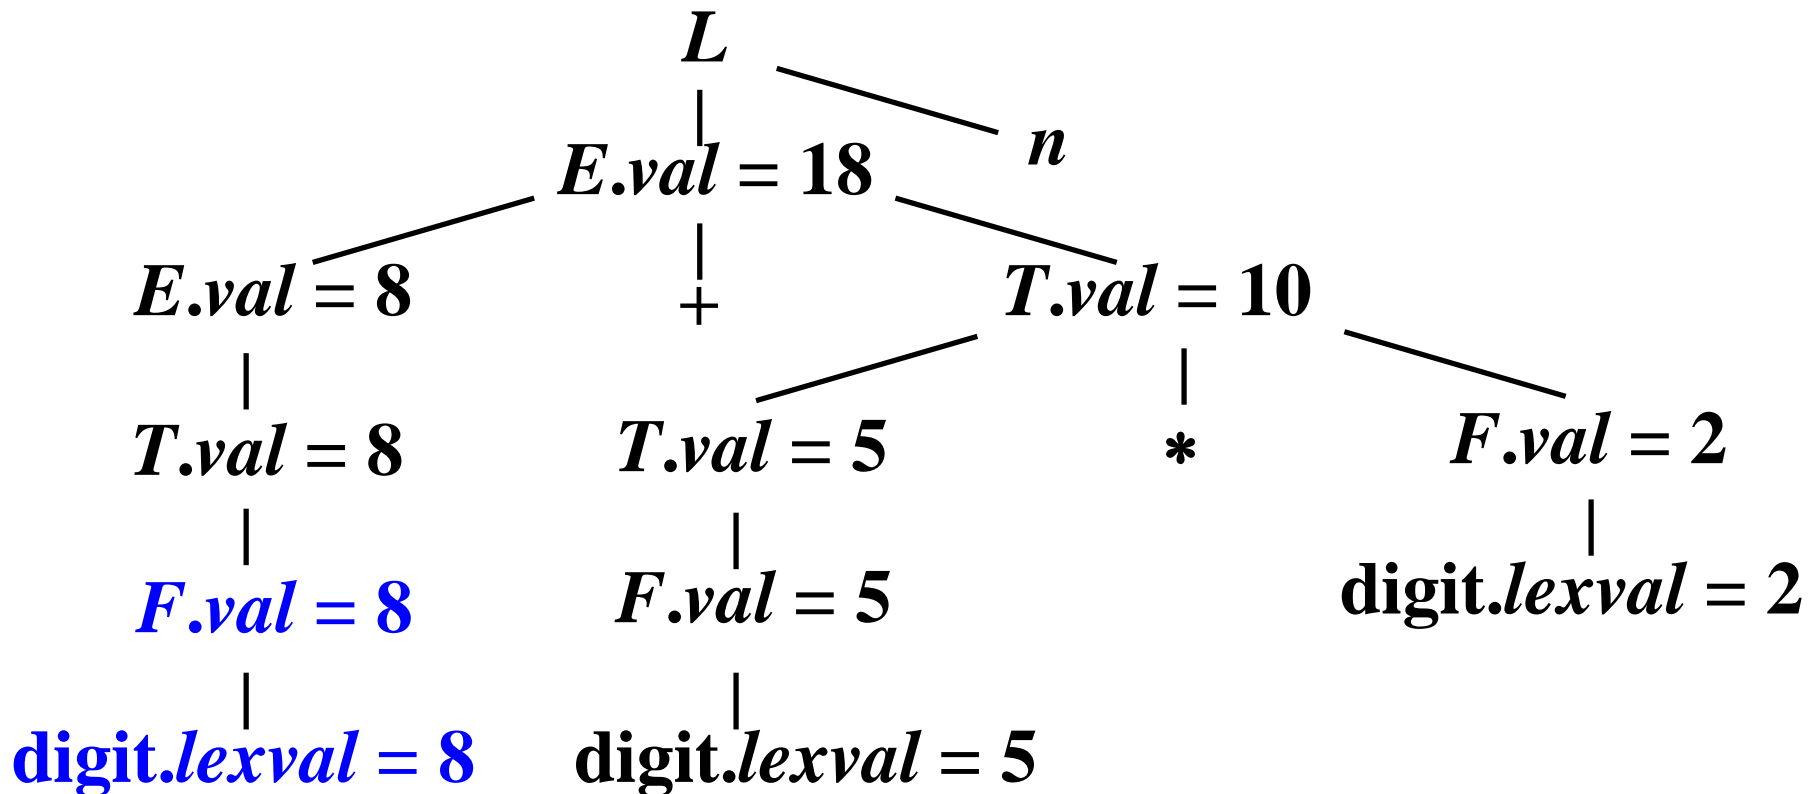 L
n
E.val = 18
E.val = 8 + T.val = 10
T.val = 8 T.val = 5 * F.val = 2
F.val = 8 F.val = 5 digit.lexval = 2
digit.lexval = 8 digit.lexval = 5